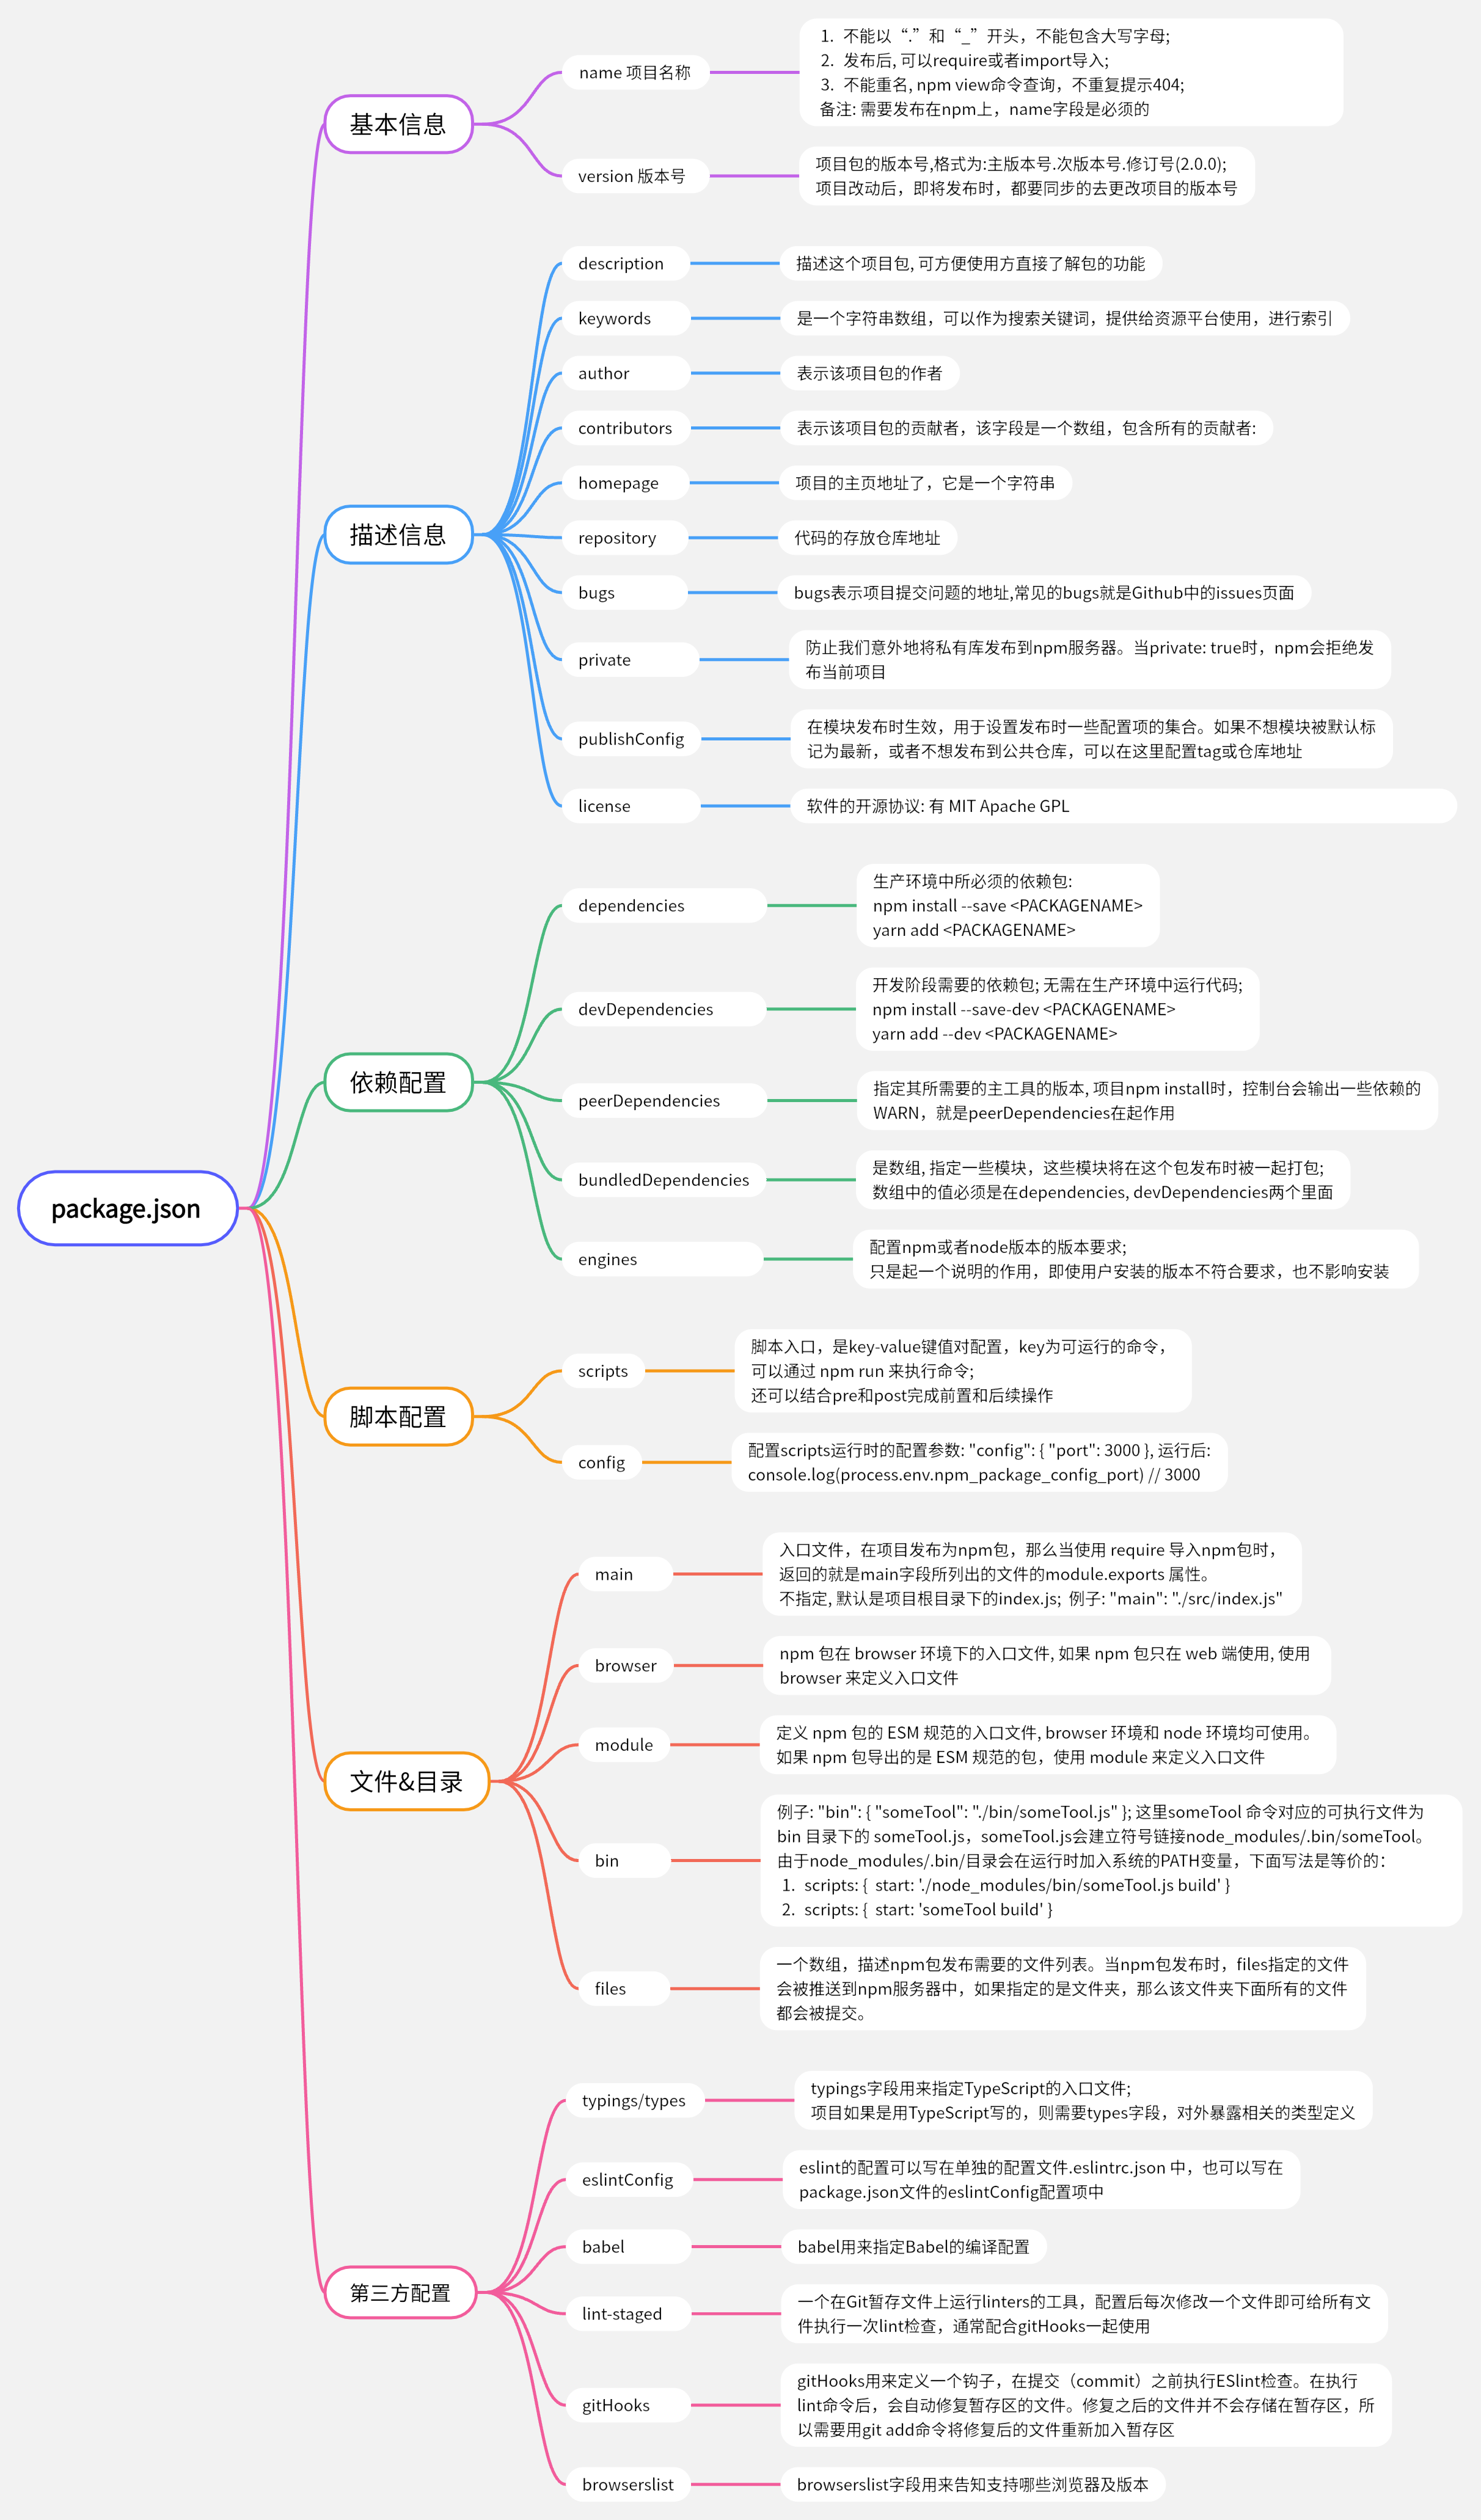 package.json
基本信息
name 项目名称
1. 不能以“.”和“_”开头，不能包含大写字母;
2. 发布后, 可以require或者import导入;
3. 不能重名, npm view命令查询，不重复提示404;
备注: 需要发布在npm上，name字段是必须的
version 版本号
项目包的版本号,格式为:主版本号.次版本号.修订号(2.0.0);
项目改动后，即将发布时，都要同步的去更改项目的版本号
描述信息
description
描述这个项目包, 可方便使用方直接了解包的功能
keywords
是一个字符串数组，可以作为搜索关键词，提供给资源平台使用，进行索引
author
表示该项目包的作者
contributors
表示该项目包的贡献者，该字段是一个数组，包含所有的贡献者:
homepage
项目的主页地址了，它是一个字符串
repository
代码的存放仓库地址
bugs
bugs表示项目提交问题的地址,常见的bugs就是Github中的issues页面
private
防止我们意外地将私有库发布到npm服务器。当private: true时，npm会拒绝发
布当前项目
publishConfig
在模块发布时生效，用于设置发布时一些配置项的集合。如果不想模块被默认标
记为最新，或者不想发布到公共仓库，可以在这里配置tag或仓库地址
license
软件的开源协议: 有 MIT Apache GPL
依赖配置
dependencies
生产环境中所必须的依赖包:
npm install --save <PACKAGENAME>
yarn add <PACKAGENAME>
devDependencies
开发阶段需要的依赖包; 无需在生产环境中运行代码;
npm install --save-dev <PACKAGENAME>
yarn add --dev <PACKAGENAME>
peerDependencies
指定其所需要的主工具的版本, 项目npm install时，控制台会输出一些依赖的
WARN，就是peerDependencies在起作用
bundledDependencies
是数组, 指定一些模块，这些模块将在这个包发布时被一起打包;
数组中的值必须是在dependencies, devDependencies两个里面
engines
配置npm或者node版本的版本要求;
只是起一个说明的作用，即使用户安装的版本不符合要求，也不影响安装
脚本配置
scripts
脚本入口，是key-value键值对配置，key为可运行的命令，
可以通过 npm run 来执行命令;
还可以结合pre和post完成前置和后续操作
config
配置scripts运行时的配置参数: "config": { "port": 3000 }, 运行后:
console.log(process.env.npm_package_config_port) // 3000
文件&目录
main
入口文件，在项目发布为npm包，那么当使用 require 导入npm包时，
返回的就是main字段所列出的文件的module.exports 属性。
不指定, 默认是项目根目录下的index.js; 例子: "main": "./src/index.js"
browser
npm 包在 browser 环境下的入口文件, 如果 npm 包只在 web 端使用, 使用
browser 来定义入口文件
module
定义 npm 包的 ESM 规范的入口文件, browser 环境和 node 环境均可使用。
如果 npm 包导出的是 ESM 规范的包，使用 module 来定义入口文件
bin
例子: "bin": { "someTool": "./bin/someTool.js" }; 这里someTool 命令对应的可执行文件为
bin 目录下的 someTool.js，someTool.js会建立符号链接node_modules/.bin/someTool。
由于node_modules/.bin/目录会在运行时加入系统的PATH变量，下面写法是等价的：
1. scripts: { start: './node_modules/bin/someTool.js build' }
2. scripts: { start: 'someTool build' }
files
一个数组，描述npm包发布需要的文件列表。当npm包发布时，files指定的文件
会被推送到npm服务器中，如果指定的是文件夹，那么该文件夹下面所有的文件
都会被提交。
第三方配置
typings/types
typings字段用来指定TypeScript的入口文件;
项目如果是用TypeScript写的，则需要types字段，对外暴露相关的类型定义
eslintConfig
eslint的配置可以写在单独的配置文件.eslintrc.json 中，也可以写在
package.json文件的eslintConfig配置项中
babel
babel用来指定Babel的编译配置
lint-staged
一个在Git暂存文件上运行linters的工具，配置后每次修改一个文件即可给所有文
件执行一次lint检查，通常配合gitHooks一起使用
gitHooks
gitHooks用来定义一个钩子，在提交（commit）之前执行ESlint检查。在执行
lint命令后，会自动修复暂存区的文件。修复之后的文件并不会存储在暂存区，所
以需要用git add命令将修复后的文件重新加入暂存区
browserslist
browserslist字段用来告知支持哪些浏览器及版本